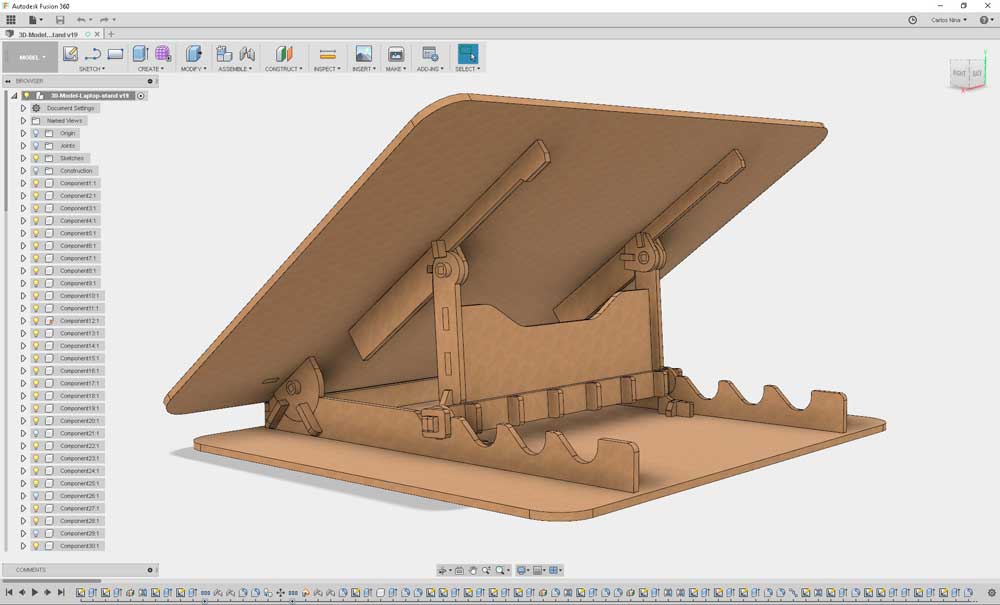 Autodesk Fusion 360
Carlos Nina
3D-Model...tand v19
MODEL
SKETCH
CREATE
MODIFY
ASSEMBLE
CONSTRUCT
INSPECT
INSERT
MAKE
ADD-INS
SELECT
BROWSER
3D-Model-Laptop-stand v19
Document Settings
Named Views
Origin
Joints
Sketches
Construction
Component1:1
Component2:1
Component3:1
Component4:1
Component5:1
Component6:1
Component7:1
Component8:1
Component9:1
Component10:1
Component11:1
Component12:1
Component13:1
Component14:1
Component15:1
Component16:1
Component17:1
Component18:1
Component19:1
Component20:1
Component21:1
Component22:1
Component23:1
Component24:1
Component25:1
Component26:1
Component27:1
Component28:1
Component29:1
Component30:1
COMMENTS